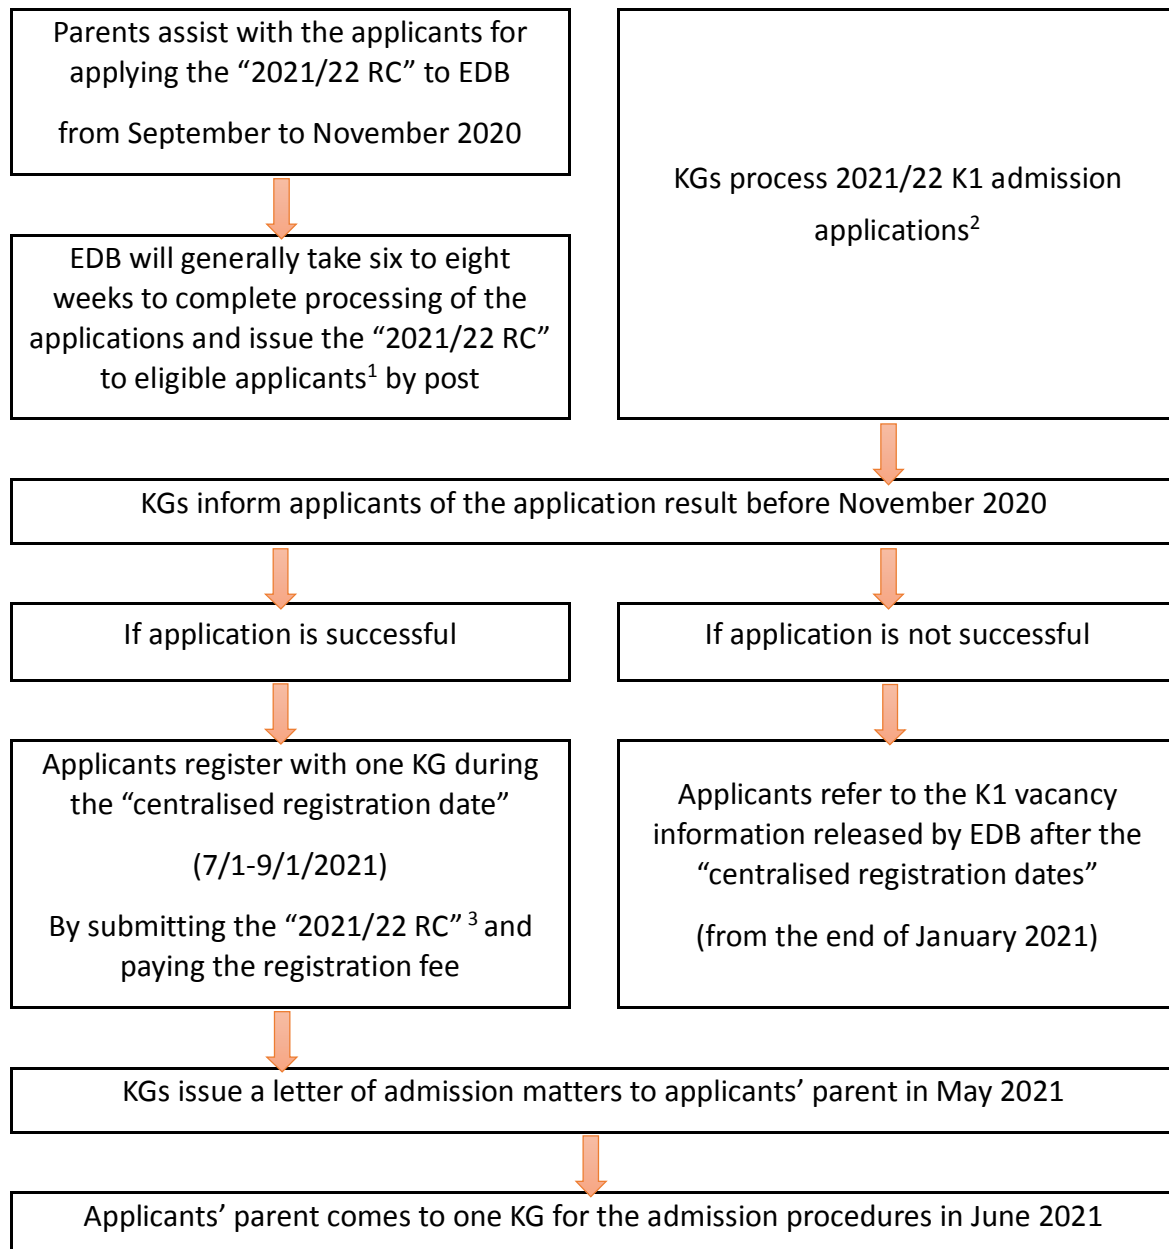 Parents assist with the applicants for
applying the “2021/22 RC” to EDB
from September to November 2020
KGs process 2021/22 K1 admission
applications2
EDB will generally take six to eight
weeks to complete processing of the
applications and issue the “2021/22 RC”
to eligible applicants1 by post
KGs inform applicants of the application result before November 2020
If application is successful
If application is not successful
Applicants register with one KG during
the “centralised registration date”
(7/1-9/1/2021)
By submitting the “2021/22 RC” 3 and
paying the registration fee
Applicants refer to the K1 vacancy
information released by EDB after the
“centralised registration dates”
(from the end of January 2021)
KGs issue a letter of admission matters to applicants’ parent in May 2021
Applicants’ parent comes to one KG for the admission procedures in June 2021